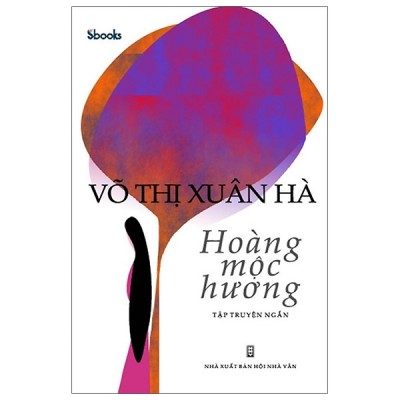 Sbooks
VÕ THỊ XUÂN HÀ
Hoàng
mộc
hương
TẬP TRUYỆN NGẮN
NHÀ XUẤT BẢN HỘI NHÀ VĂN